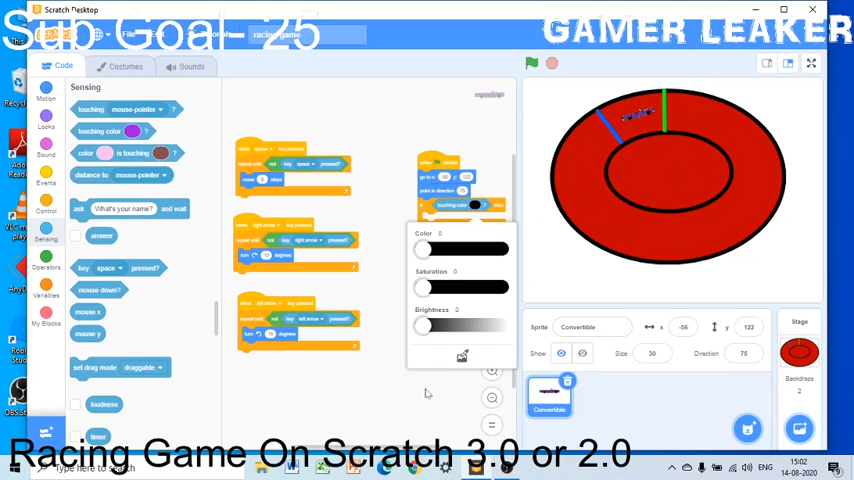 Scratch Desktop
Sub Goal- 25
GAMER LEAKER
File
racing game
Code
Costumes
Sounds
Motion
Looks
Sound
Events
Control
Sensing
Operators
Variables
My Blocks
Sensing
touching mouse-pointer ?
touching color ?
color is touching ?
distance to mouse-pointer
ask What's your name? and wait
answer
key space pressed?
mouse down?
mouse x
mouse y
set drag mode draggable
loudness
timer
when space key pressed
repeat until not key space pressed?
move 5 steps
when right arrow key pressed
repeat until not key right arrow pressed?
turn 15 degrees
when left arrow key pressed
repeat until not key left arrow pressed?
turn 15 degrees
when clicked
go to x: -56 y: 122
point in direction 75
if touching color ? then
Color 0
Saturation 0
Brightness 0
Sprite Convertible
x -56
y 122
Show
Size 30
Direction 75
Convertible
Stage
Backdrops
2
Racing Game On Scratch 3.0 or 2.0
Type here to search
ENG
15:02
14-08-2020